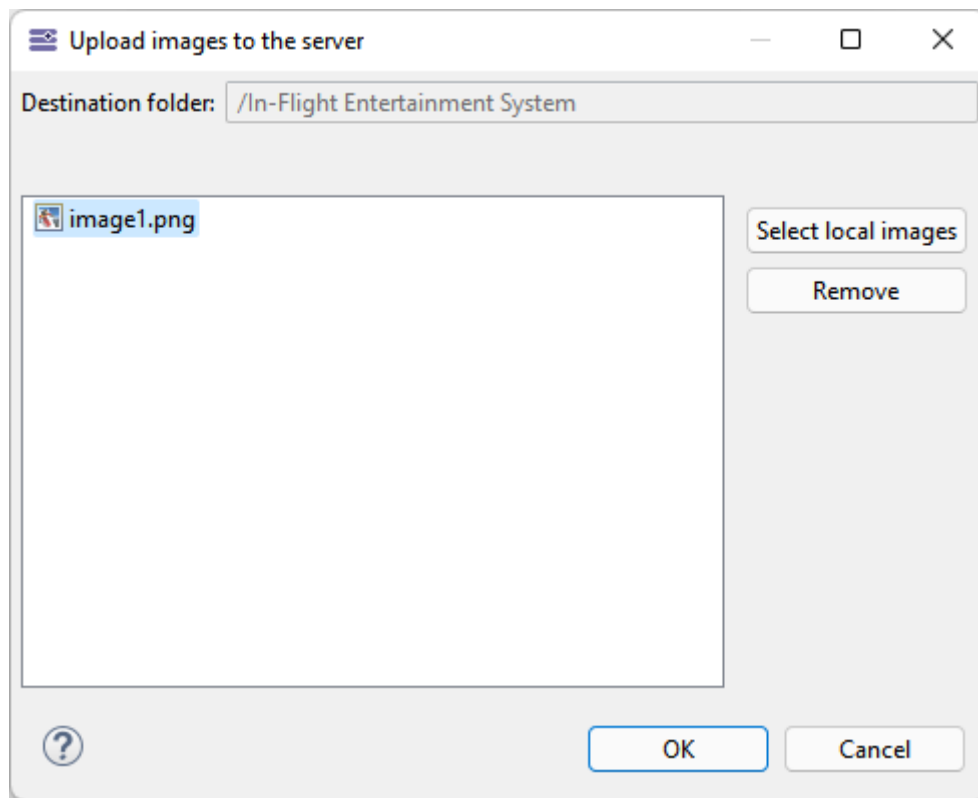 Upload images to the server
Destination folder: /In-Flight Entertainment System
image1.png
Select local images
Remove
?
OK
Cancel